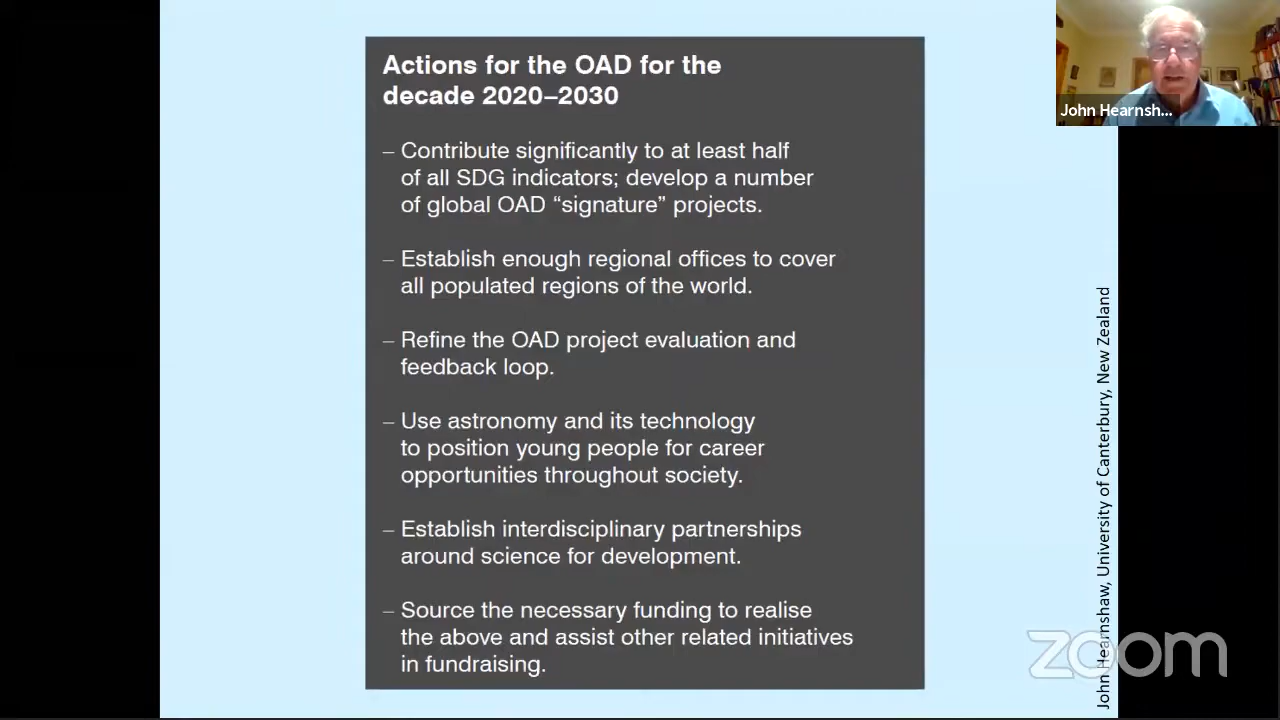 Actions for the OAD for the
decade 2020–2030
– Contribute significantly to at least half
of all SDG indicators; develop a number
of global OAD “signature” projects.
– Establish enough regional offices to cover
all populated regions of the world.
– Refine the OAD project evaluation and
feedback loop.
– Use astronomy and its technology
to position young people for career
opportunities throughout society.
– Establish interdisciplinary partnerships
around science for development.
– Source the necessary funding to realise
the above and assist other related initiatives
in fundraising.
John Hearnsh...
John Hearnshaw, University of Canterbury, New Zealand
zoom